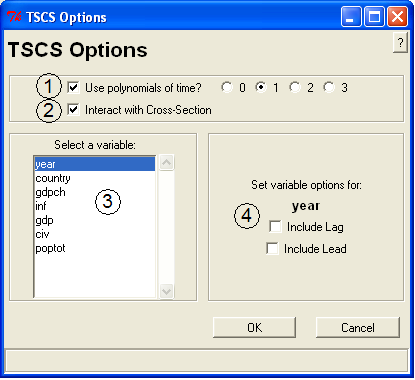 TSCS Options
TSCS Options
?
1 Use polynomials of time? 0 1 2 3
2 Interact with Cross-Section
Select a variable:
year
country
gdpch
inf
gdp
civ
poptot
3
Set variable options for:
year
4 Include Lag
Include Lead
OK Cancel